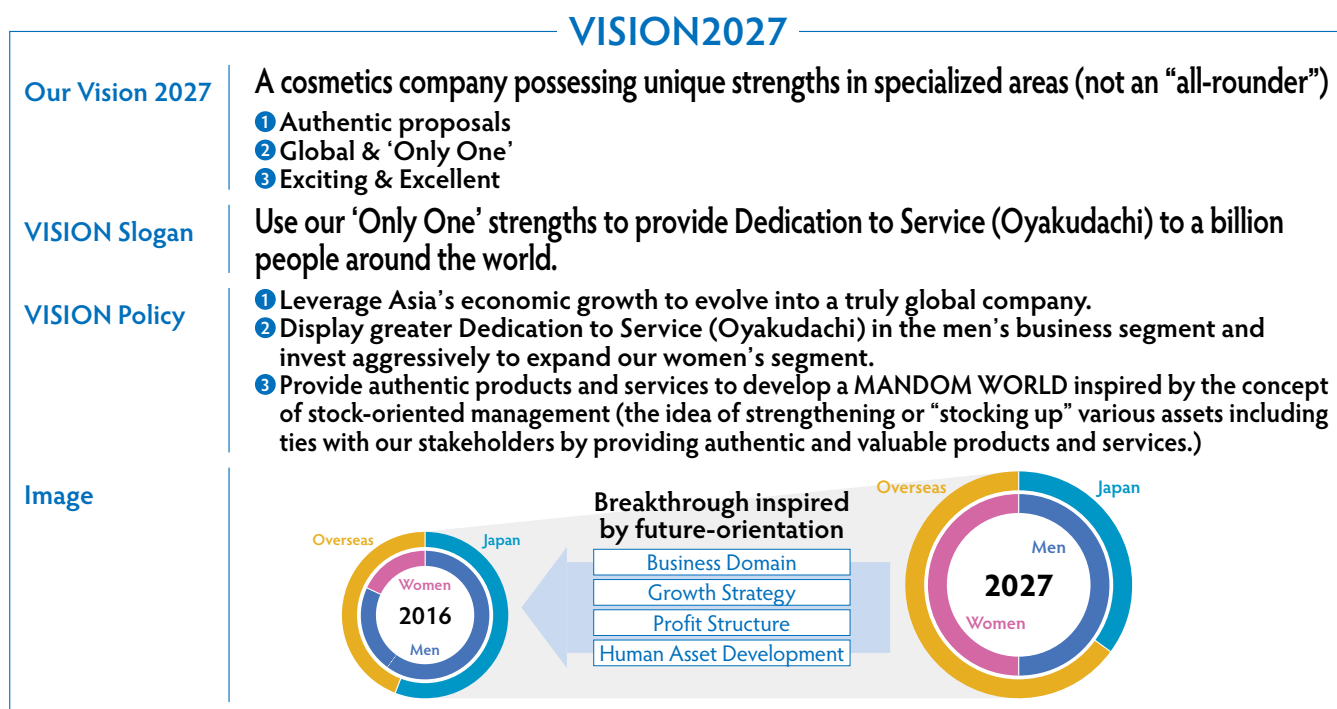 VISION2027
Our Vision 2027
A cosmetics company possessing unique strengths in specialized areas (not an “all-rounder”)
1 Authentic proposals
2 Global & ‘Only One’
3 Exciting & Excellent
VISION Slogan
Use our ‘Only One’ strengths to provide Dedication to Service (Oyakudachi) to a billion
people around the world.
VISION Policy
1 Leverage Asia’s economic growth to evolve into a truly global company.
2 Display greater Dedication to Service (Oyakudachi) in the men’s business segment and
invest aggressively to expand our women’s segment.
3 Provide authentic products and services to develop a MANDOM WORLD inspired by the concept
of stock-oriented management (the idea of strengthening or “stocking up” various assets including
ties with our stakeholders by providing authentic and valuable products and services.)
Image
Overseas
Japan
Women
2016
Men
Breakthrough inspired
by future-orientation
Business Domain
Growth Strategy
Profit Structure
Human Asset Development
Overseas
Japan
Men
2027
Women